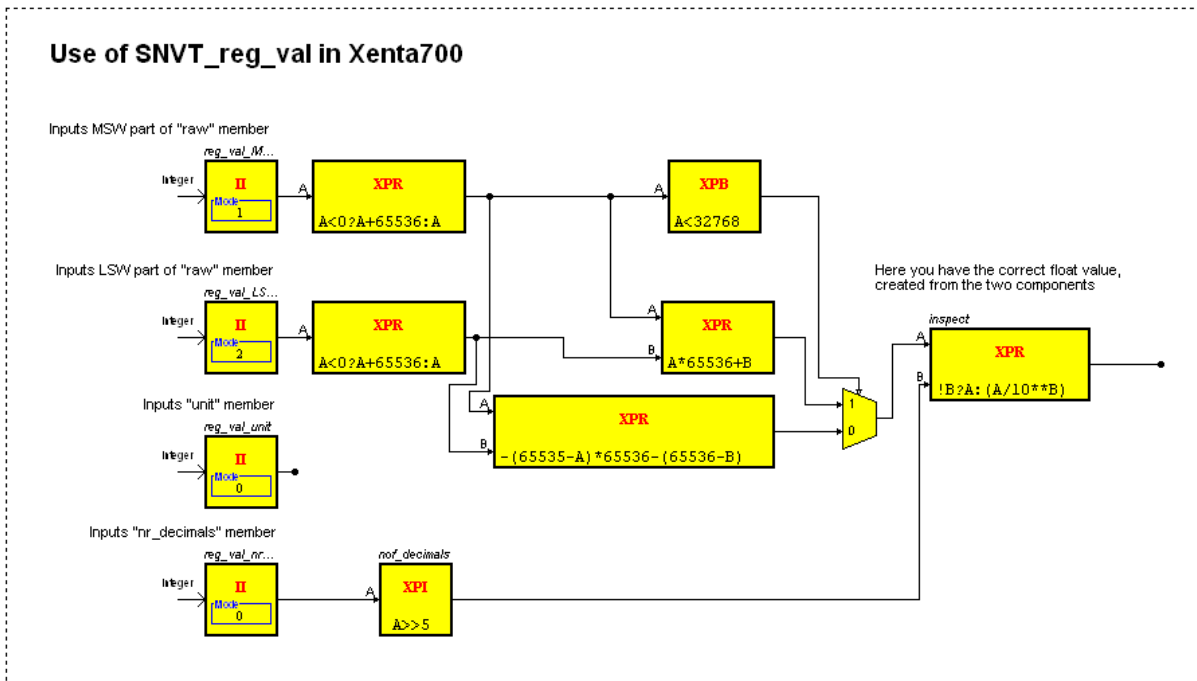 Use of SNVT_reg_val in Xenta700
Inputs MSW part of "raw" member
reg_val_M...
Integer
II
Mode
1
A
XPR
A<0?A+65536:A
A
XPB
A<32768
Inputs LSW part of "raw" member
reg_val_LS...
Integer
II
Mode
2
A
XPR
A<0?A+65536:A
A
B
XPR
A*65536+B
Here you have the correct float value,
created from the two components
inspect
A
B
XPR
!B?A:(A/10**B)
A
B
XPR
-(65535-A)*65536-(65536-B)
1
0
Inputs "unit" member
reg_val_unit
Integer
II
Mode
0
Inputs "nr_decimals" member
reg_val_nr...
Integer
II
Mode
0
nof_decimals
A
XPI
A>>5